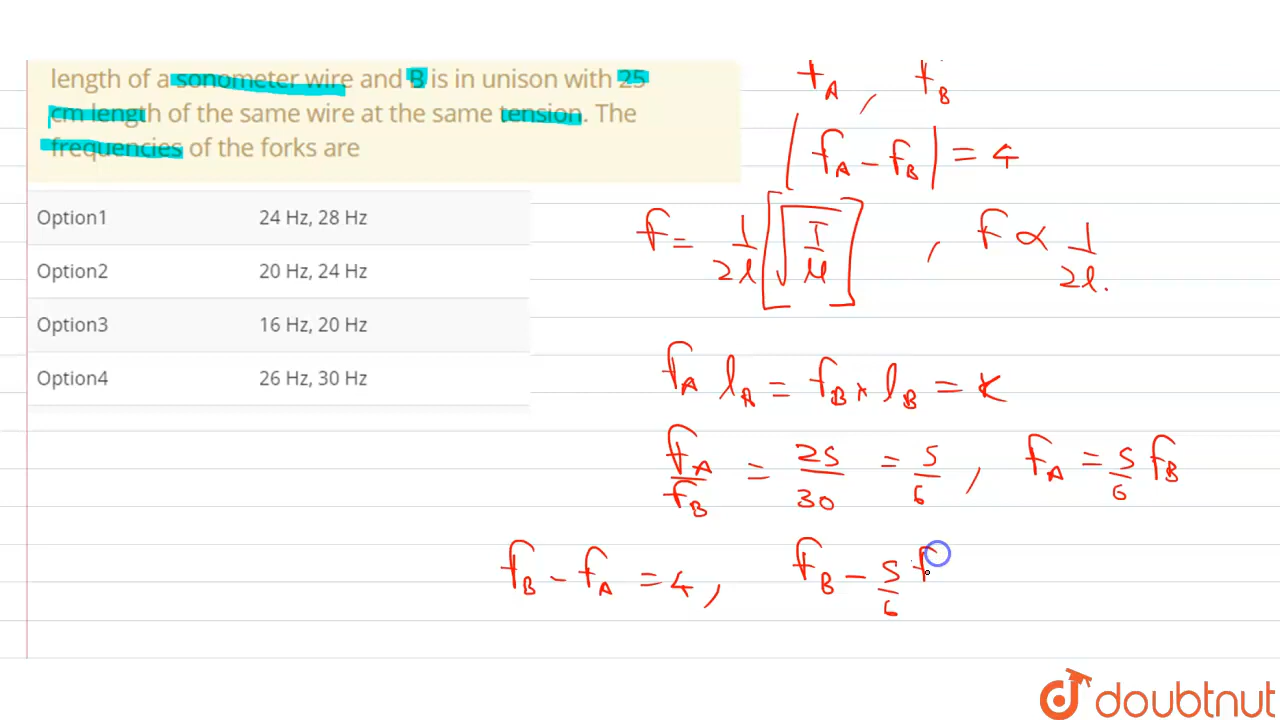 length of a sonometer wire and B is in unison with 25
cm length of the same wire at the same tension. The
frequencies of the forks are
Option1 24 Hz, 28 Hz
Option2 20 Hz, 24 Hz
Option3 16 Hz, 20 Hz
Option4 26 Hz, 30 Hz
f_A , f_B
|f_A - f_B| = 4
f = 1/2l [√(T/μ)] , f ∝ 1/2l.
f_A l_A = f_B × l_B = K
f_A/f_B = 25/30 = 5/6 , f_A = 5/6 f_B
f_B - f_A = 4 , f_B - 5/6 f
doubtnut